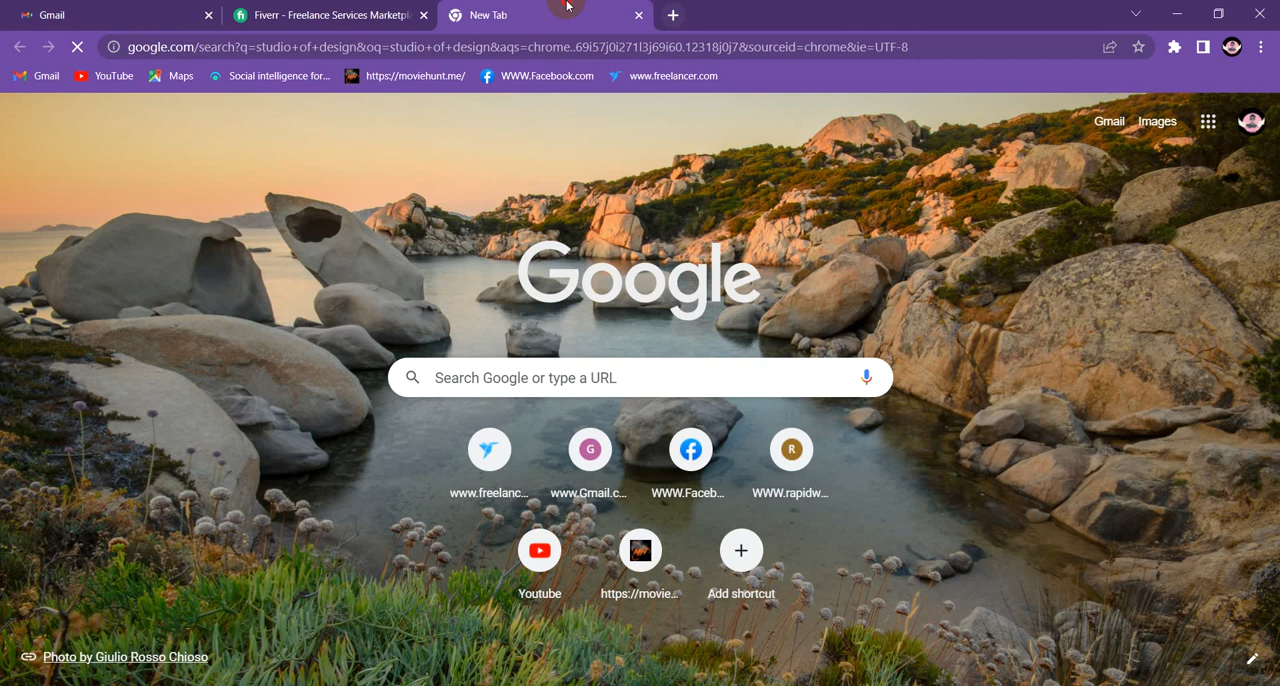 Gmail
Fiverr - Freelance Services Marketpl
New Tab
google.com/search?q=studio+of+design&oq=studio+of+design&aqs=chrome..69i57j0i271l3j69i60.12318j0j7&sourceid=chrome&ie=UTF-8
Gmail YouTube Maps Social intelligence for... https://moviehunt.me/ WWW.Facebook.com www.freelancer.com
Gmail Images
Google
Search Google or type a URL
G R
www.freelanc... www.Gmail.c... WWW.Faceb... WWW.rapidw...
Youtube https://movie... Add shortcut
Photo by Giulio Rosso Chioso